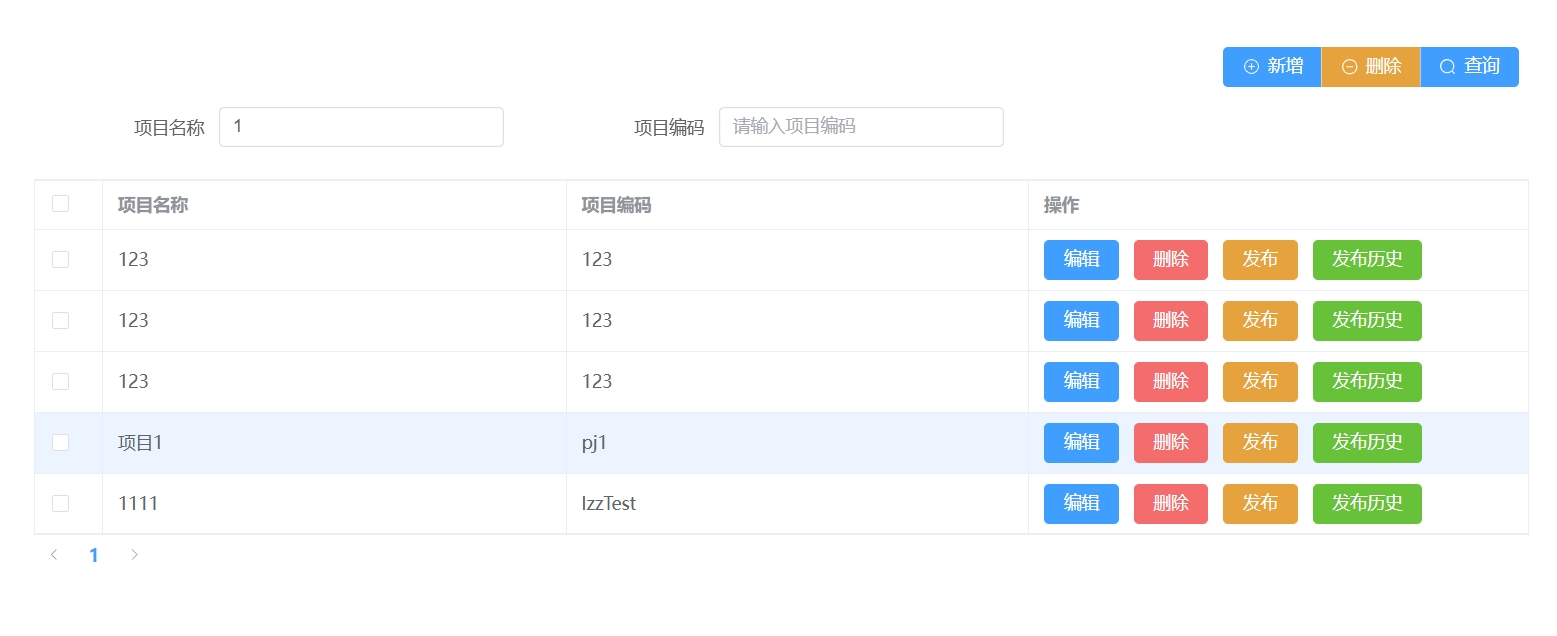 新增 删除 查询
项目名称 1 项目编码 请输入项目编码
项目名称 项目编码 操作
123 123 编辑 删除 发布 发布历史
123 123 编辑 删除 发布 发布历史
123 123 编辑 删除 发布 发布历史
项目1 pj1 编辑 删除 发布 发布历史
1111 lzzTest 编辑 删除 发布 发布历史
1